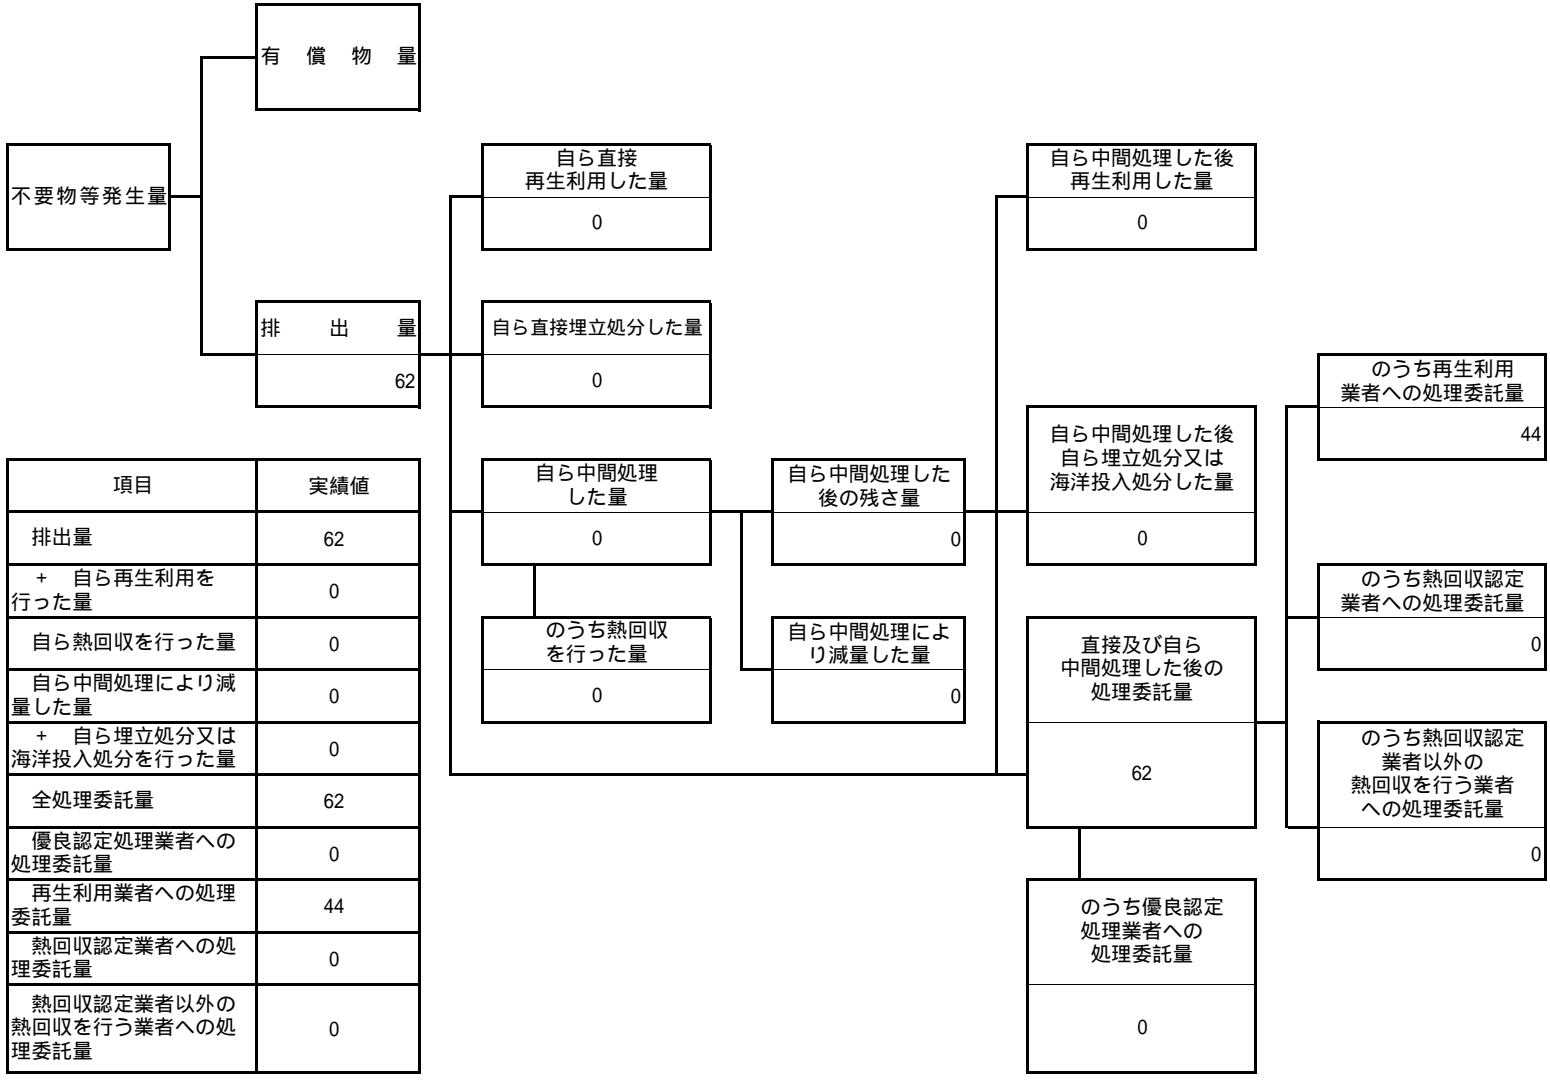 有償物量
不要物等発生量
排出量
62
自ら直接
再生利用した量
0
自ら直接埋立処分した量
0
自ら中間処理
した量
0
のうち熱回収
を行った量
0
自ら中間処理した
後の残さ量
0
自ら中間処理によ
り減量した量
0
自ら中間処理した後
再生利用した量
0
自ら中間処理した後
自ら埋立処分又は
海洋投入処分した量
0
直接及び自ら
中間処理した後の
処理委託量
62
のうち優良認定
処理業者への
処理委託量
0
のうち再生利用
業者への処理委託量
44
のうち熱回収認定
業者への処理委託量
0
のうち熱回収認定
業者以外の
熱回収を行う業者
への処理委託量
0
項目 実績値
排出量 62
+ 自ら再生利用を
行った量
0
自ら熱回収を行った量 0
自ら中間処理により減
量した量
0
+ 自ら埋立処分又は
海洋投入処分を行った量
0
全処理委託量 62
優良認定処理業者への
処理委託量
0
再生利用業者への処理
委託量
44
熱回収認定業者への処
理委託量
0
熱回収認定業者以外の
熱回収を行う業者への処
理委託量
0